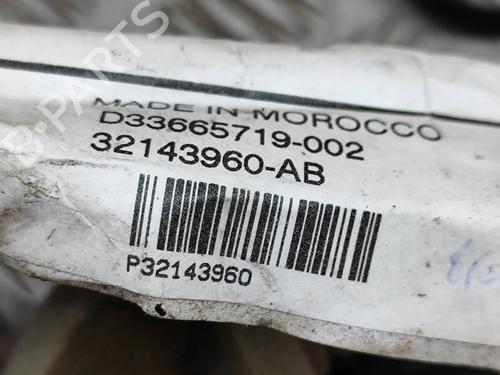 B-PARTS
MADE IN MOROCCO
D33665719-002
32143960-AB
P32143960